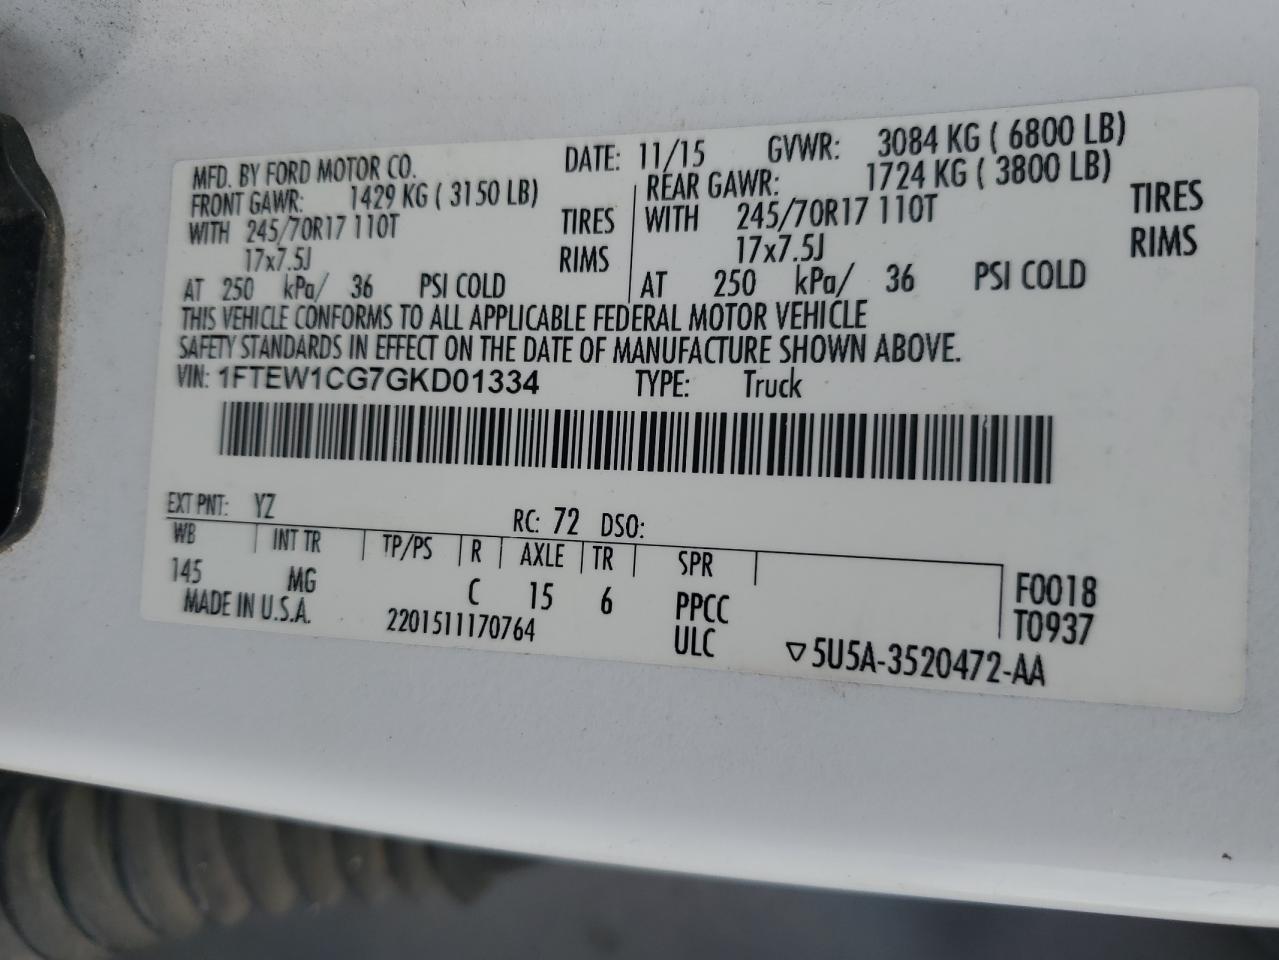 MFD. BY FORD MOTOR CO. DATE: 11/15 GVWR: 3084 KG ( 6800 LB)
FRONT GAWR: 1429 KG ( 3150 LB) REAR GAWR: 1724 KG ( 3800 LB)
WITH 245/70R17 110T TIRES WITH 245/70R17 110T TIRES
17x7.5J RIMS 17x7.5J RIMS
AT 250 kPa/ 36 PSI COLD AT 250 kPa/ 36 PSI COLD
THIS VEHICLE CONFORMS TO ALL APPLICABLE FEDERAL MOTOR VEHICLE
SAFETY STANDARDS IN EFFECT ON THE DATE OF MANUFACTURE SHOWN ABOVE.
VIN: 1FTEW1CG7GKD01334 TYPE: Truck
EXT PNT: YZ RC: 72 DSO:
WB INT TR TP/PS R AXLE TR SPR
145 MG C 15 6 PPCC F0018
MADE IN U.S.A. 2201511170764 ULC T0937
▽5U5A-3520472-AA